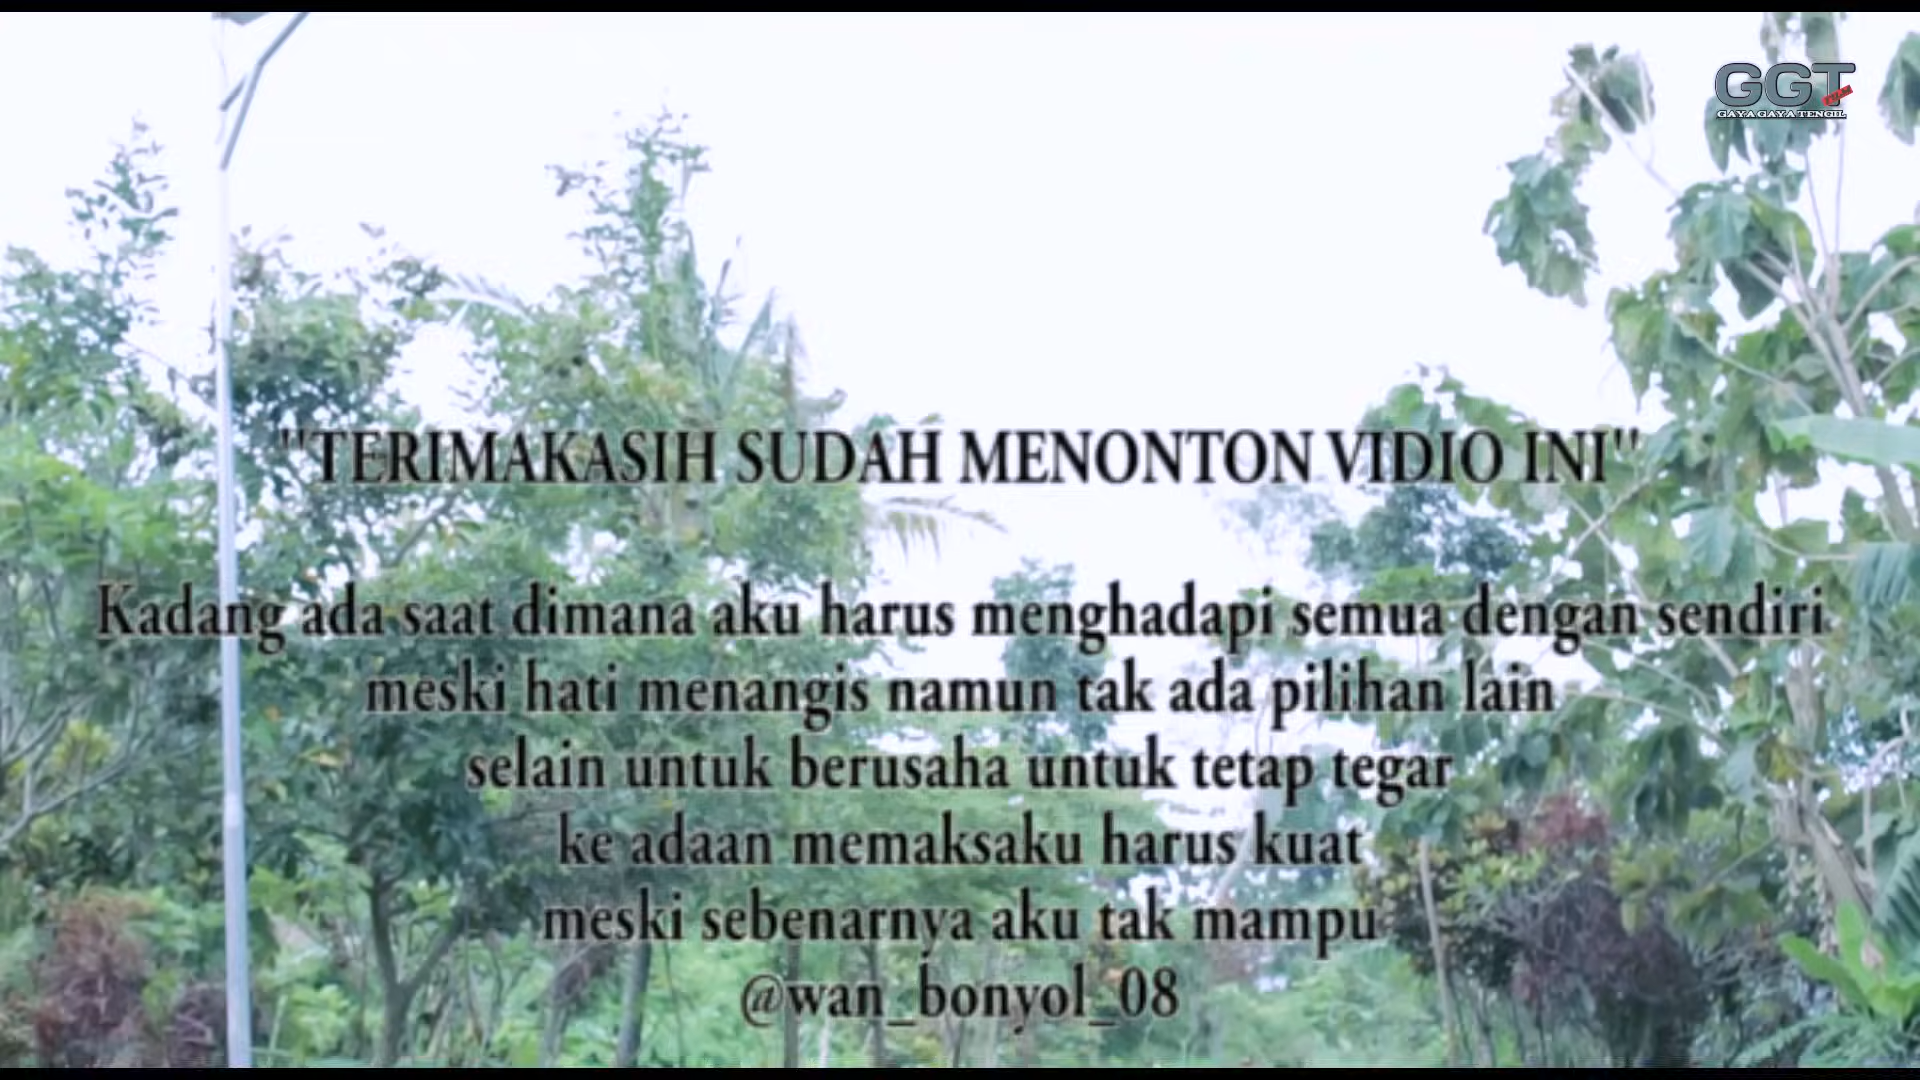 GGT
GAYA GAYA TENGIL
"TERIMAKASIH SUDAH MENONTON VIDIO INI"
Kadang ada saat dimana aku harus menghadapi semua dengan sendiri
meski hati menangis namun tak ada pilihan lain
selain untuk berusaha untuk tetap tegar
ke adaan memaksaku harus kuat
meski sebenarnya aku tak mampu
@wan_bonyol_08